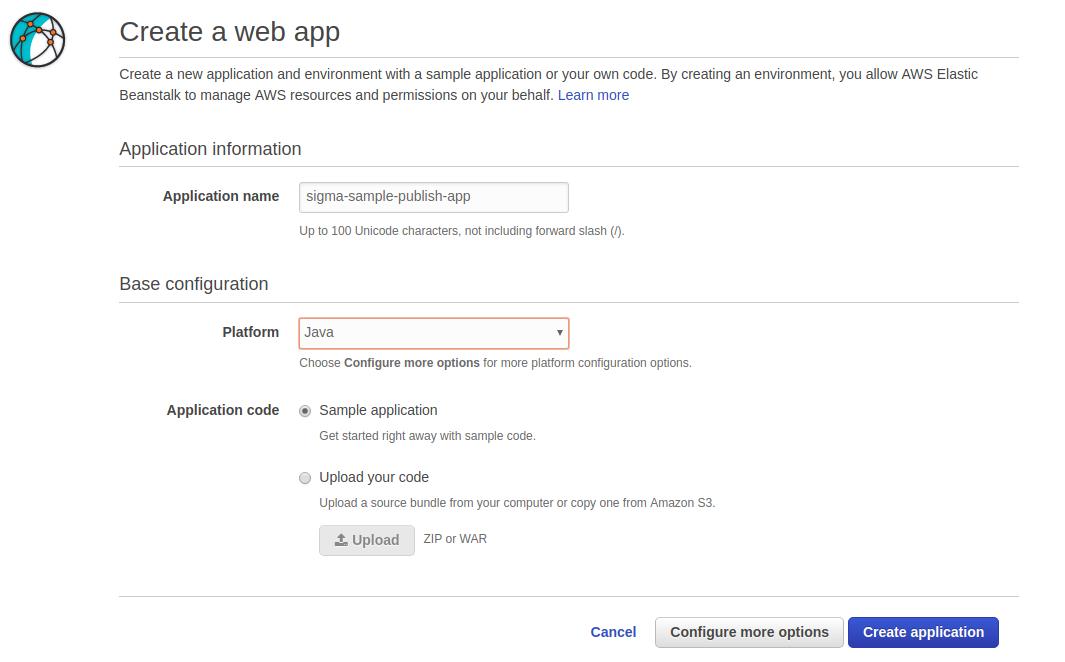 Create a web app
Create a new application and environment with a sample application or your own code. By creating an environment, you allow AWS Elastic
Beanstalk to manage AWS resources and permissions on your behalf. Learn more
Application information
Application name sigma-sample-publish-app
Up to 100 Unicode characters, not including forward slash (/).
Base configuration
Platform Java
Choose Configure more options for more platform configuration options.
Application code Sample application
Get started right away with sample code.
Upload your code
Upload a source bundle from your computer or copy one from Amazon S3.
Upload ZIP or WAR
Cancel Configure more options Create application